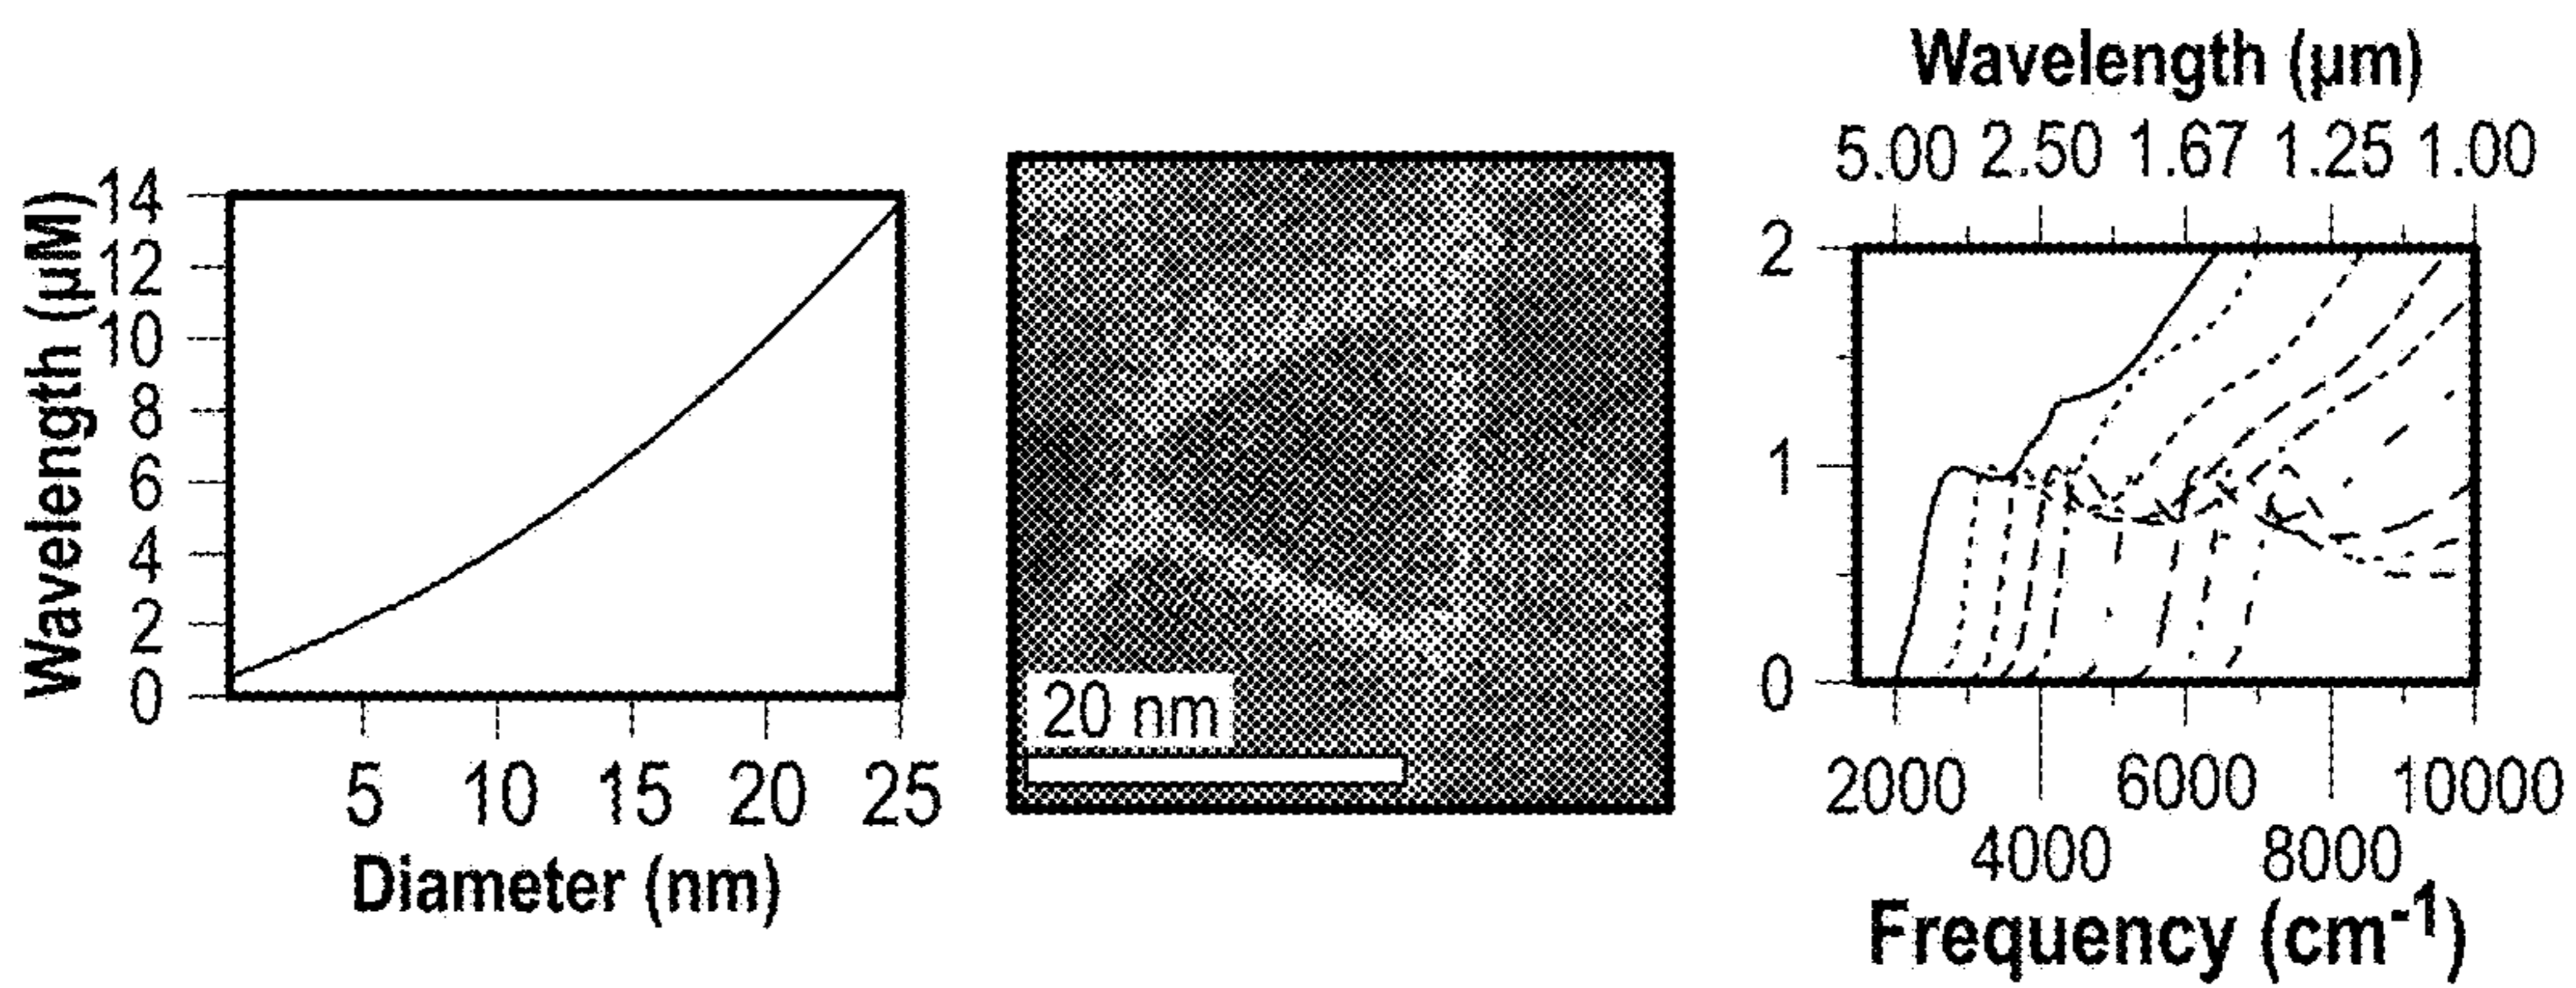 Wavelength (µM)
14
12
10
8
6
4
2
0
5 10 15 20 25
Diameter (nm)
20 nm
Wavelength (µm)
5.00 2.50 1.67 1.25 1.00
2
1
0
2000 6000 10000
4000 8000
Frequency (cm⁻¹)